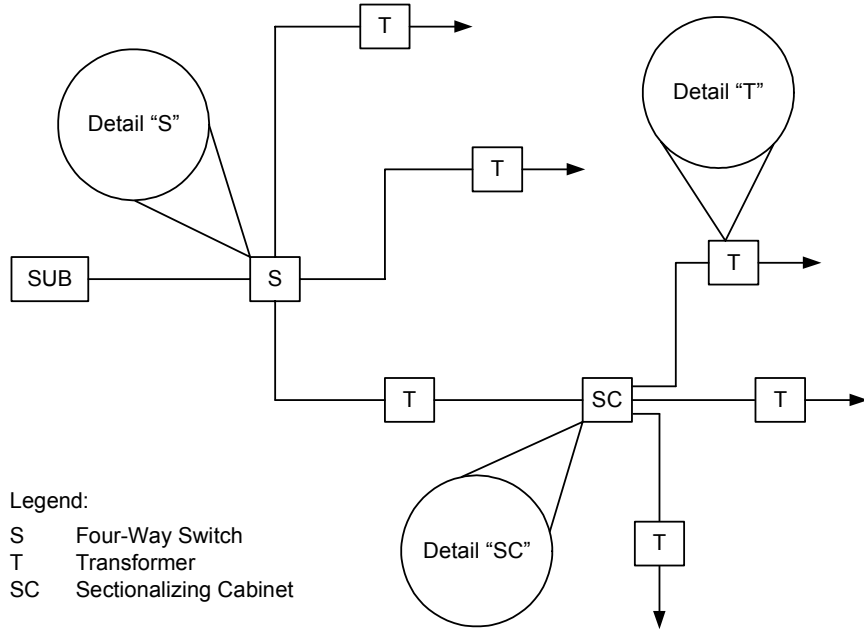 T
Detail “S”
Detail “T”
T
SUB
S
T
T
SC
T
Detail “SC”
T
Legend:
S Four-Way Switch
T Transformer
SC Sectionalizing Cabinet